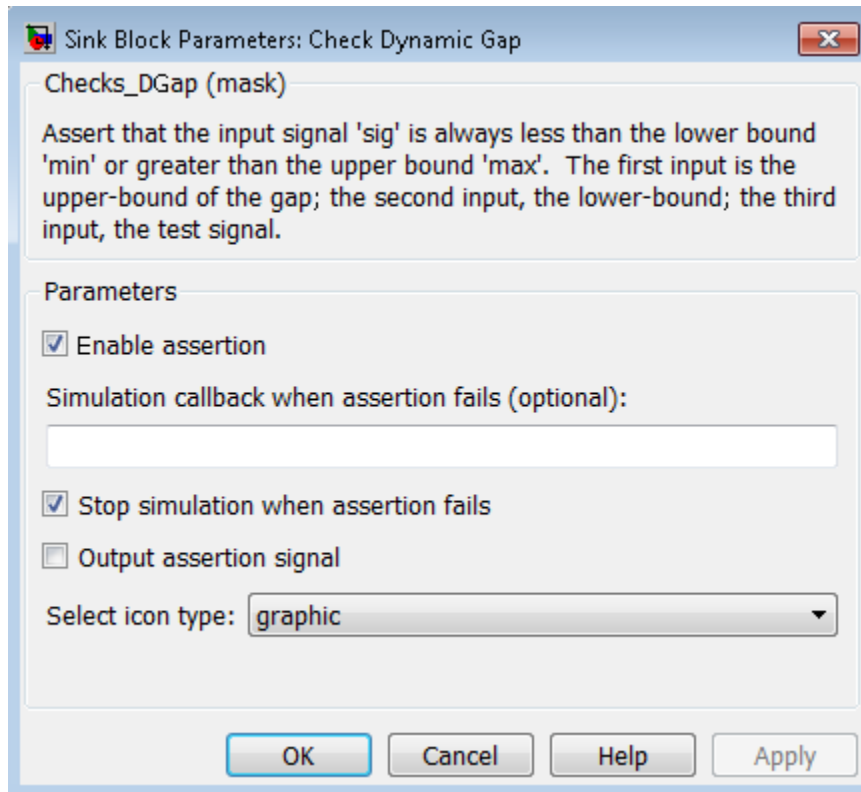 Sink Block Parameters: Check Dynamic Gap
Checks_DGap (mask)
Assert that the input signal 'sig' is always less than the lower bound
'min' or greater than the upper bound 'max'.  The first input is the
upper-bound of the gap; the second input, the lower-bound; the third
input, the test signal.
Parameters
Enable assertion
Simulation callback when assertion fails (optional):
Stop simulation when assertion fails
Output assertion signal
Select icon type: graphic
OK Cancel Help Apply